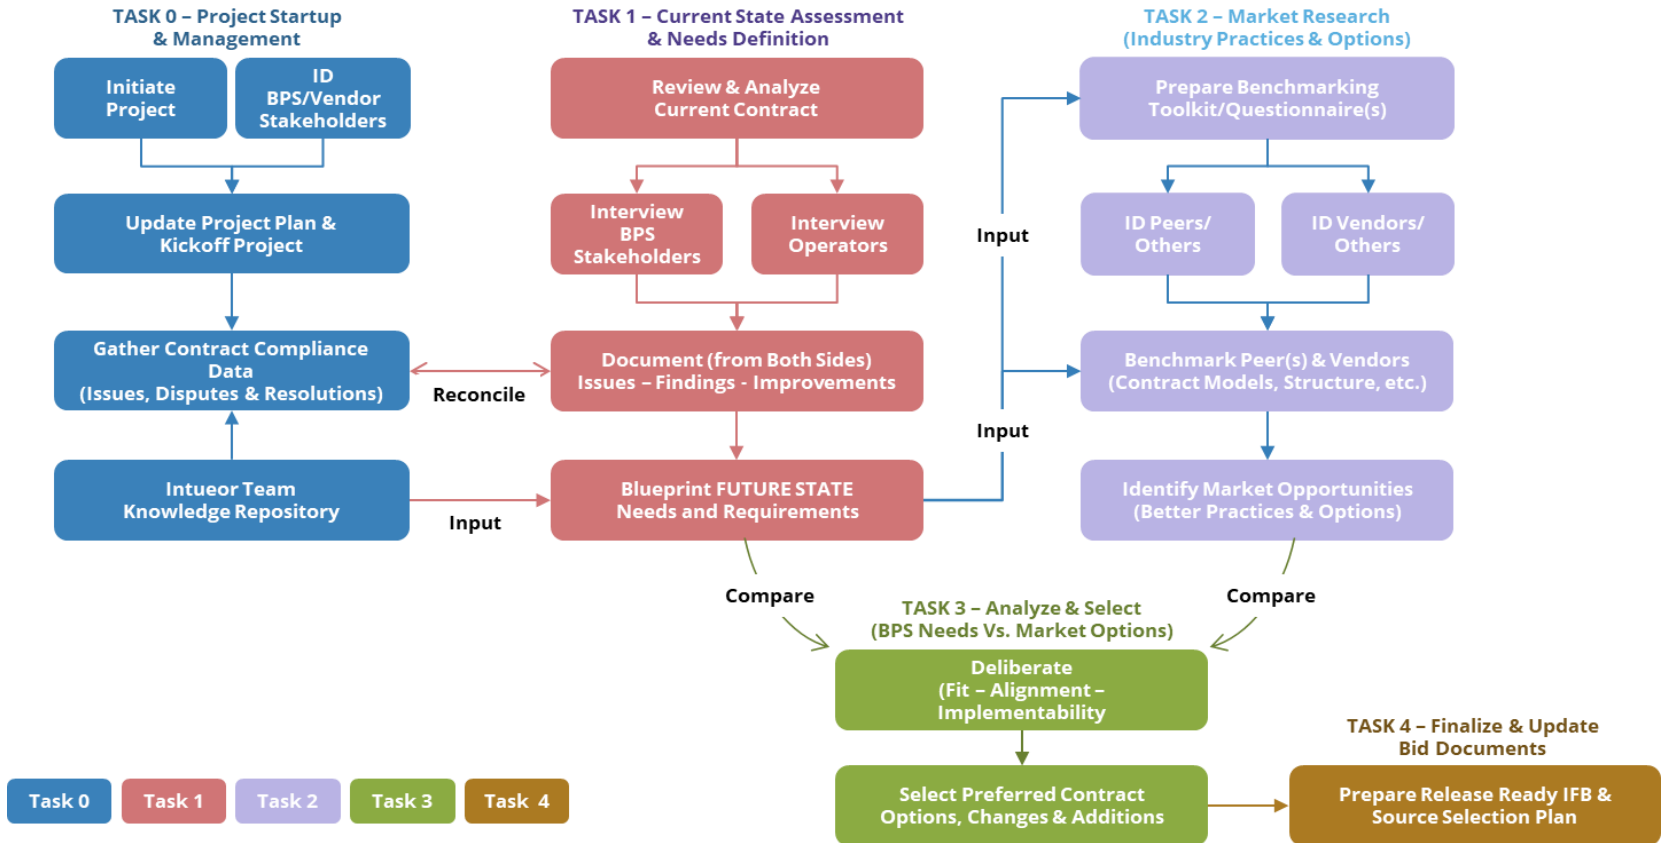 TASK 0 – Project Startup
& Management
Initiate
Project
ID
BPS/Vendor
Stakeholders
Update Project Plan &
Kickoff Project
Gather Contract Compliance
Data
(Issues, Disputes & Resolutions)
Intueor Team
Knowledge Repository
Reconcile
Input
TASK 1 – Current State Assessment
& Needs Definition
Review & Analyze
Current Contract
Interview
BPS
Stakeholders
Interview
Operators
Document (from Both Sides)
Issues – Findings - Improvements
Blueprint FUTURE STATE
Needs and Requirements
Input
Input
TASK 2 – Market Research
(Industry Practices & Options)
Prepare Benchmarking
Toolkit/Questionnaire(s)
ID Peers/
Others
ID Vendors/
Others
Benchmark Peer(s) & Vendors
(Contract Models, Structure, etc.)
Identify Market Opportunities
(Better Practices & Options)
Compare
Compare
TASK 3 – Analyze & Select
(BPS Needs Vs. Market Options)
Deliberate
(Fit – Alignment –
Implementability
Select Preferred Contract
Options, Changes & Additions
TASK 4 – Finalize & Update
Bid Documents
Prepare Release Ready IFB &
Source Selection Plan
Task 0
Task 1
Task 2
Task 3
Task 4